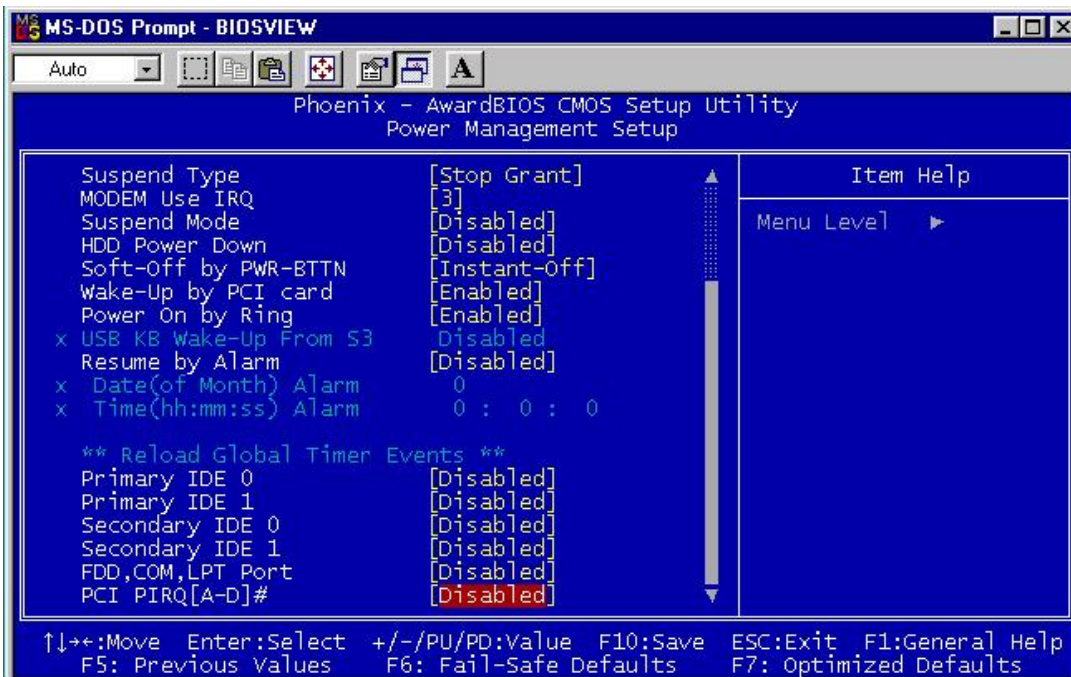 MS-DOS Prompt - BIOSVIEW
Auto
A
Phoenix - AwardBIOS CMOS Setup Utility
Power Management Setup
Suspend Type [Stop Grant]
MODEM Use IRQ [3]
Suspend Mode [Disabled]
HDD Power Down [Disabled]
Soft-Off by PWR-BTTN [Instant-Off]
Wake-Up by PCI card [Enabled]
Power On by Ring [Enabled]
x USB KB Wake-Up From S3 Disabled
Resume by Alarm [Disabled]
x Date(of Month) Alarm 0
x Time(hh:mm:ss) Alarm 0 : 0 : 0
** Reload Global Timer Events **
Primary IDE 0 [Disabled]
Primary IDE 1 [Disabled]
Secondary IDE 0 [Disabled]
Secondary IDE 1 [Disabled]
FDD,COM,LPT Port [Disabled]
PCI PIRQ[A-D]# [Disabled]
Item Help
Menu Level ►
↑↓→←:Move Enter:Select +/-/PU/PD:Value F10:Save ESC:Exit F1:General Help
F5: Previous Values F6: Fail-Safe Defaults F7: Optimized Defaults